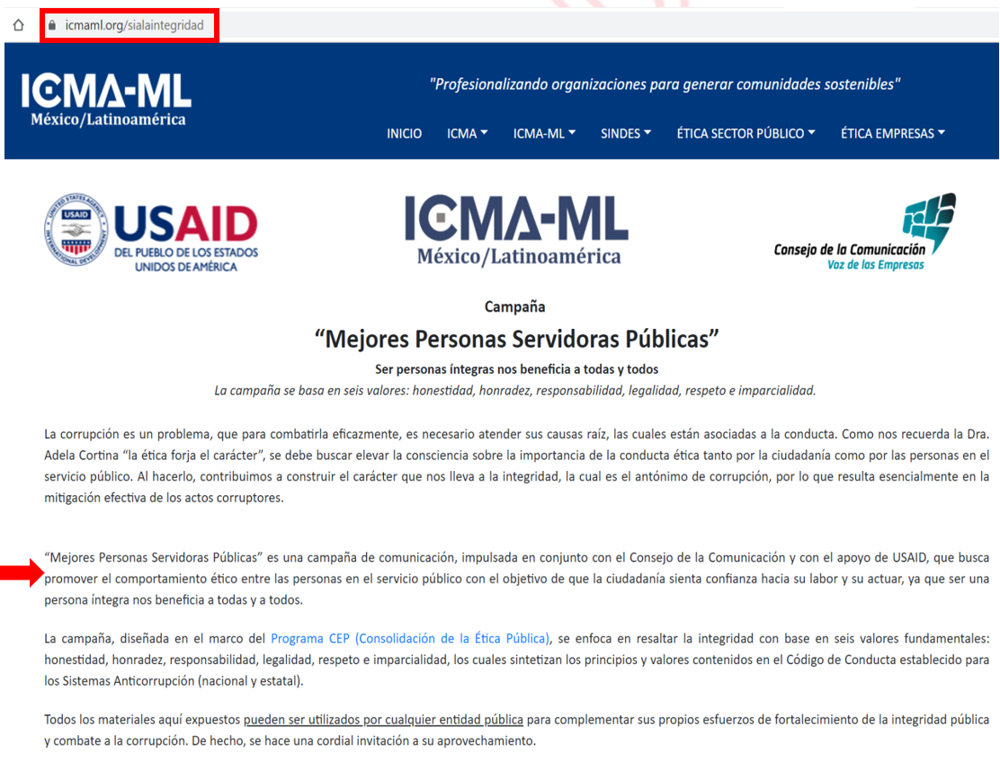 icmaml.org/sialaintegridad
ICMA-ML
México/Latinoamérica
"Profesionalizando organizaciones para generar comunidades sostenibles"
INICIO ICMA ICMA-ML SINDES ÉTICA SECTOR PÚBLICO ÉTICA EMPRESAS
UNITED STATES AGENCY
USAID
INTERNATIONAL DEVELOPMENT
USAID
DEL PUEBLO DE LOS ESTADOS
UNIDOS DE AMÉRICA
ICMA-ML
México/Latinoamérica
Consejo de la Comunicación
Voz de las Empresas
Campaña
“Mejores Personas Servidoras Públicas”
Ser personas íntegras nos beneficia a todas y todos
La campaña se basa en seis valores: honestidad, honradez, responsabilidad, legalidad, respeto e imparcialidad.
La corrupción es un problema, que para combatirla eficazmente, es necesario atender sus causas raíz, las cuales están asociadas a la conducta. Como nos recuerda la Dra.
Adela Cortina “la ética forja el carácter”, se debe buscar elevar la consciencia sobre la importancia de la conducta ética tanto por la ciudadanía como por las personas en el
servicio público. Al hacerlo, contribuimos a construir el carácter que nos lleva a la integridad, la cual es el antónimo de corrupción, por lo que resulta esencialmente en la
mitigación efectiva de los actos corruptores.
“Mejores Personas Servidoras Públicas” es una campaña de comunicación, impulsada en conjunto con el Consejo de la Comunicación y con el apoyo de USAID, que busca
promover el comportamiento ético entre las personas en el servicio público con el objetivo de que la ciudadanía sienta confianza hacia su labor y su actuar, ya que ser una
persona íntegra nos beneficia a todas y a todos.
La campaña, diseñada en el marco del Programa CEP (Consolidación de la Ética Pública), se enfoca en resaltar la integridad con base en seis valores fundamentales:
honestidad, honradez, responsabilidad, legalidad, respeto e imparcialidad, los cuales sintetizan los principios y valores contenidos en el Código de Conducta establecido para
los Sistemas Anticorrupción (nacional y estatal).
Todos los materiales aquí expuestos pueden ser utilizados por cualquier entidad pública para complementar sus propios esfuerzos de fortalecimiento de la integridad pública
y combate a la corrupción. De hecho, se hace una cordial invitación a su aprovechamiento.